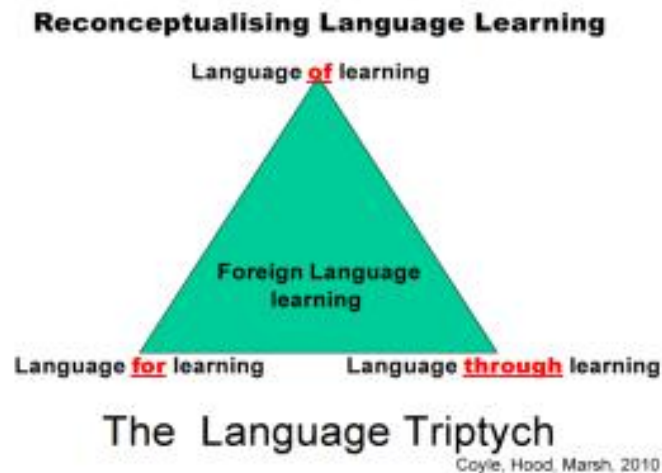 Reconceptualising Language Learning
Language of learning
Foreign Language
learning
Language for learning
Language through learning
The Language Triptych
Coyle, Hood, Marsh, 2010